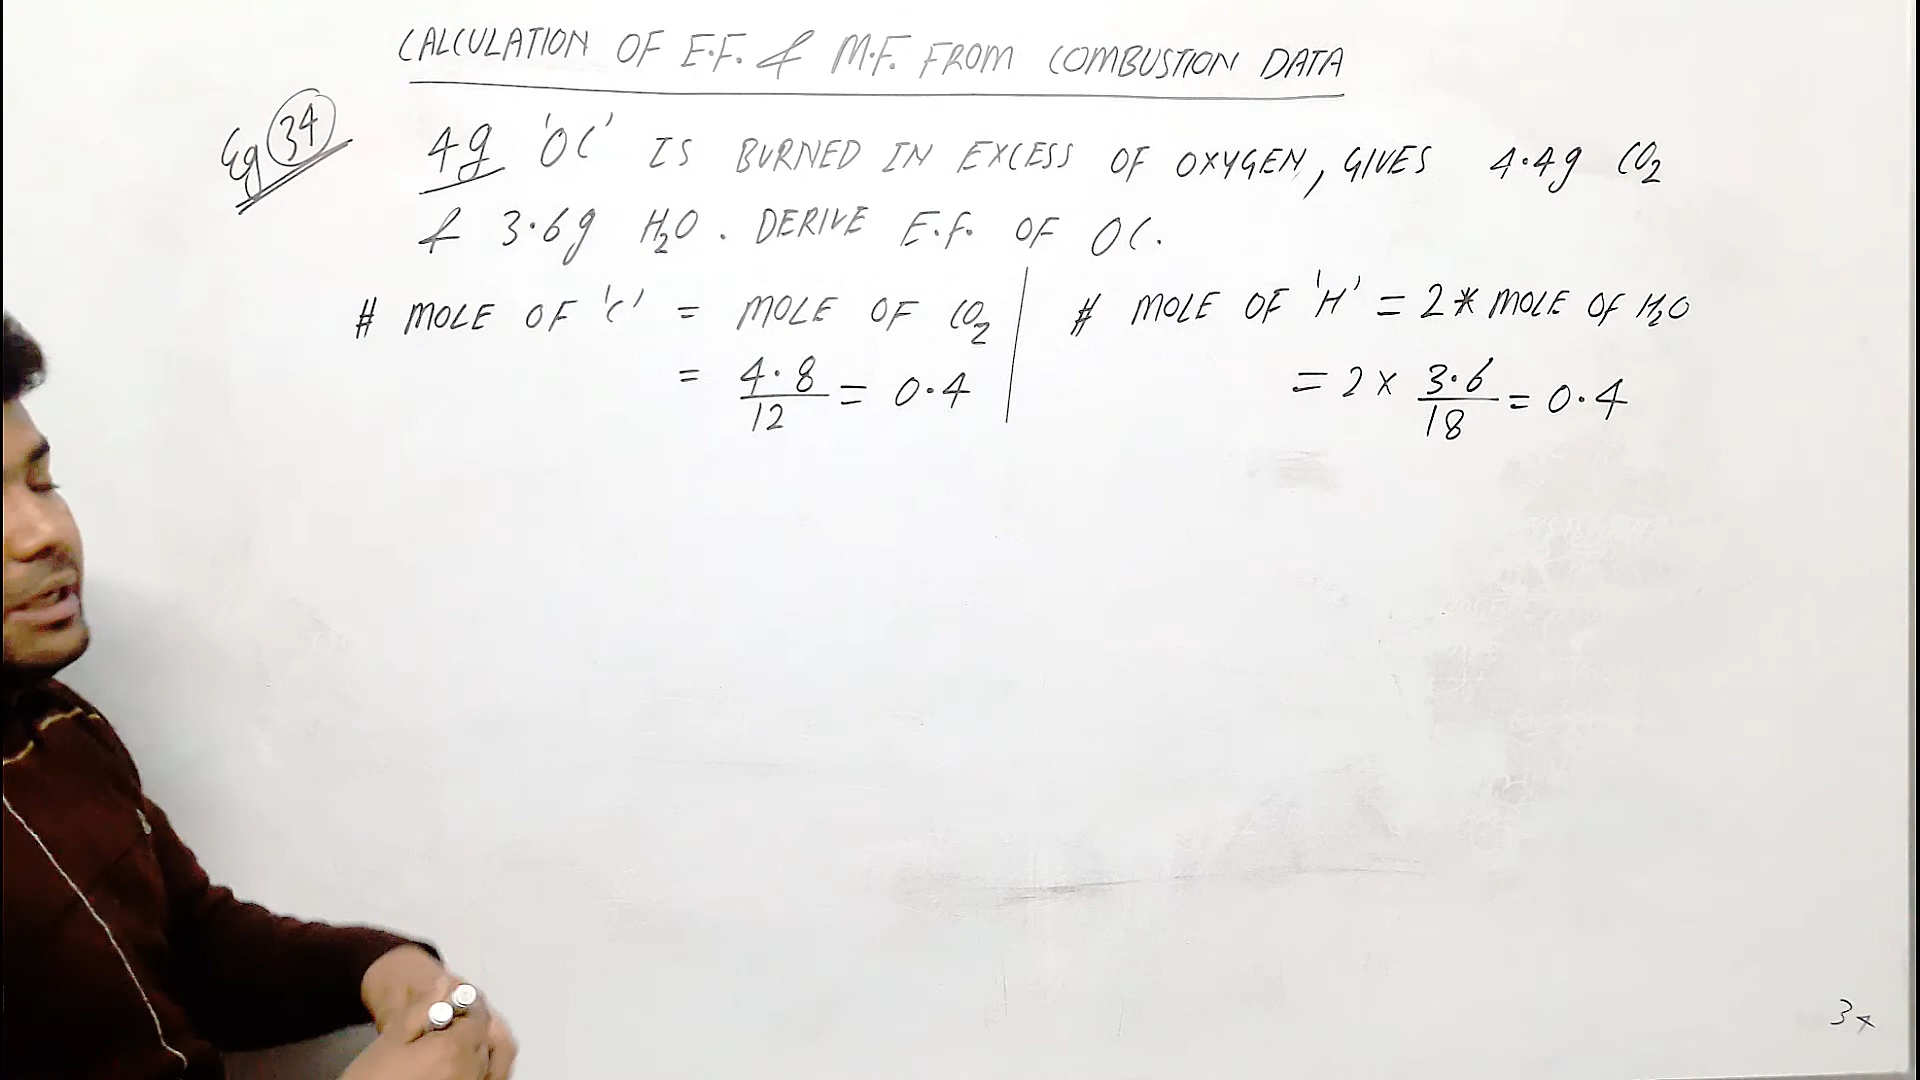 CALCULATION OF E.F. & M.F. FROM COMBUSTION DATA
Eg 34 4g 'OC' IS BURNED IN EXCESS OF OXYGEN, GIVES 4.4g CO2
& 3.6g H2O. DERIVE E.F. OF OC.
# MOLE OF 'C' = MOLE OF CO2
= 4.8/12 = 0.4
# MOLE OF 'H' = 2 * MOLE OF H2O
= 2 x 3.6/18 = 0.4